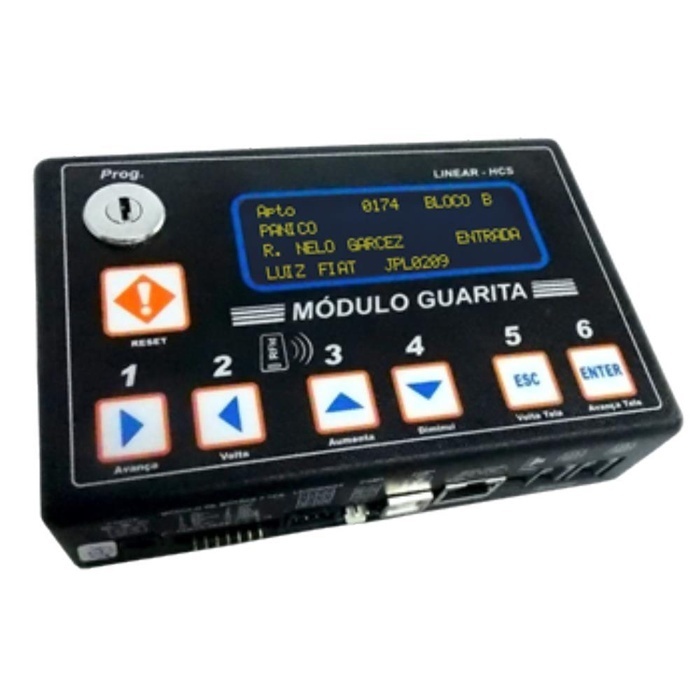 Prog.
LINEAR - HCS
Apto 0174 BLOCO B
PANICO
R. NELO GARCEZ ENTRADA
LUIZ FIAT JPL0209
MÓDULO GUARITA
RESET
RFId
1 2 3 4 5 6
ESC ENTER
Avança Volta Aumenta Diminui Volta Tela Avança Tela